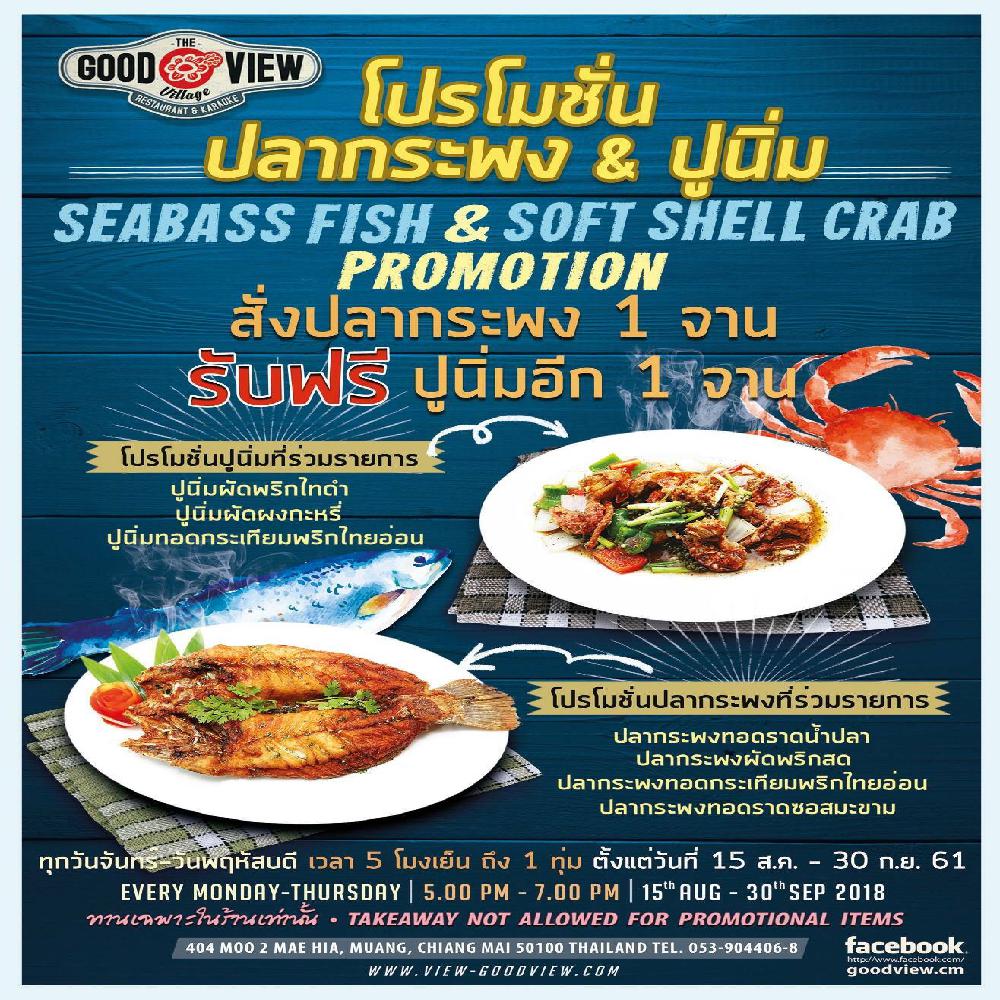 THE
GOOD VIEW
Village
RESTAURANT & KARAOKE
โปรโมชั่น
ปลากระพง & ปูนิ่ม
SEABASS FISH & SOFT SHELL CRAB
PROMOTION
สั่งปลากระพง 1 จาน
รับฟรี ปูนิ่มอีก 1 จาน
โปรโมชั่นปูนิ่มที่ร่วมรายการ
ปูนิ่มผัดพริกไทดำ
ปูนิ่มผัดผงกะหรี่
ปูนิ่มทอดกระเทียมพริกไทยอ่อน
โปรโมชั่นปลากระพงที่ร่วมรายการ
ปลากระพงทอดราดน้ำปลา
ปลากระพงผัดพริกสด
ปลากระพงทอดกระเทียมพริกไทยอ่อน
ปลากระพงทอดราดซอสมะขาม
ทุกวันจันทร์-วันพฤหัสบดี เวลา 5 โมงเย็น ถึง 1 ทุ่ม ตั้งแต่วันที่ 15 ส.ค. - 30 ก.ย. 61
EVERY MONDAY-THURSDAY | 5.00 PM - 7.00 PM | 15th AUG - 30th SEP 2018
ทานเฉพาะในร้านเท่านั้น • TAKEAWAY NOT ALLOWED FOR PROMOTIONAL ITEMS
404 MOO 2 MAE HIA, MUANG, CHIANG MAI 50100 THAILAND TEL. 053-904406-8
WWW.VIEW-GOODVIEW.COM
facebook
http://www.facebook.com/
goodview.cm